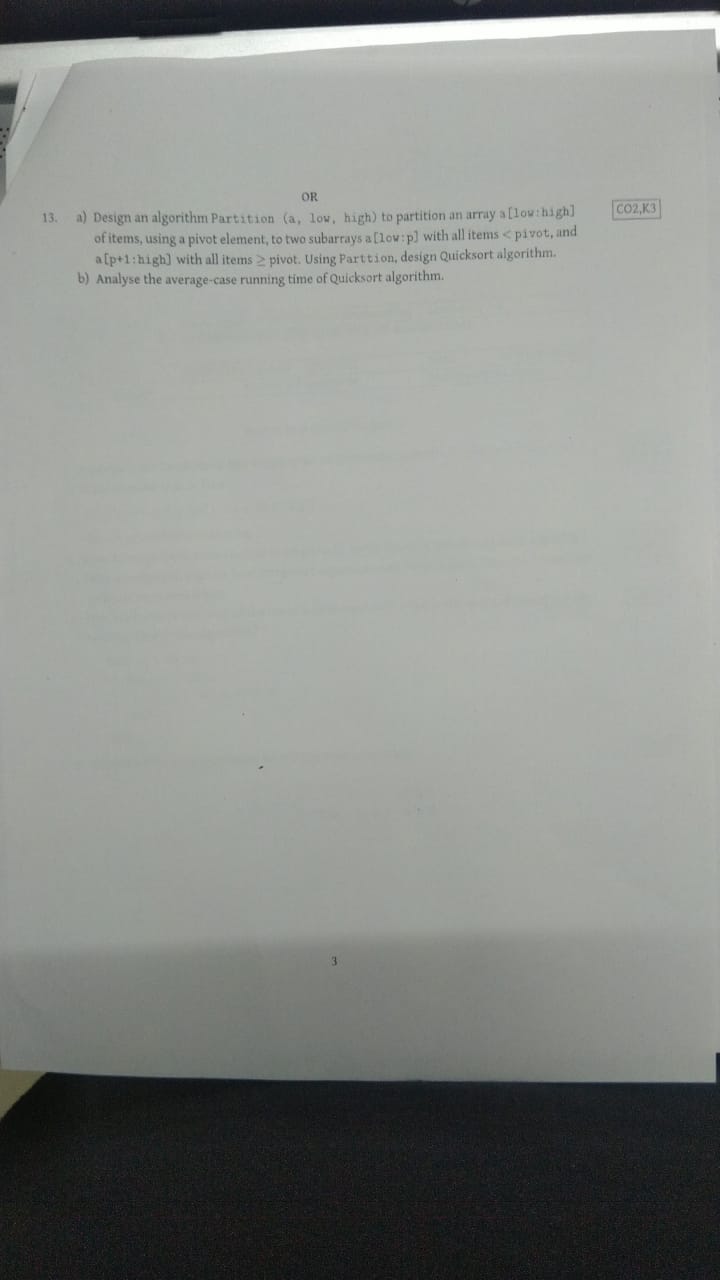 OR
13. a) Design an algorithm Partition (a, low, high) to partition an array a[low:high] CO2,K3
of items, using a pivot element, to two subarrays a[low:p] with all items < pivot, and
a[p+1:high] with all items ≥ pivot. Using Parttion, design Quicksort algorithm.
b) Analyse the average-case running time of Quicksort algorithm.
3